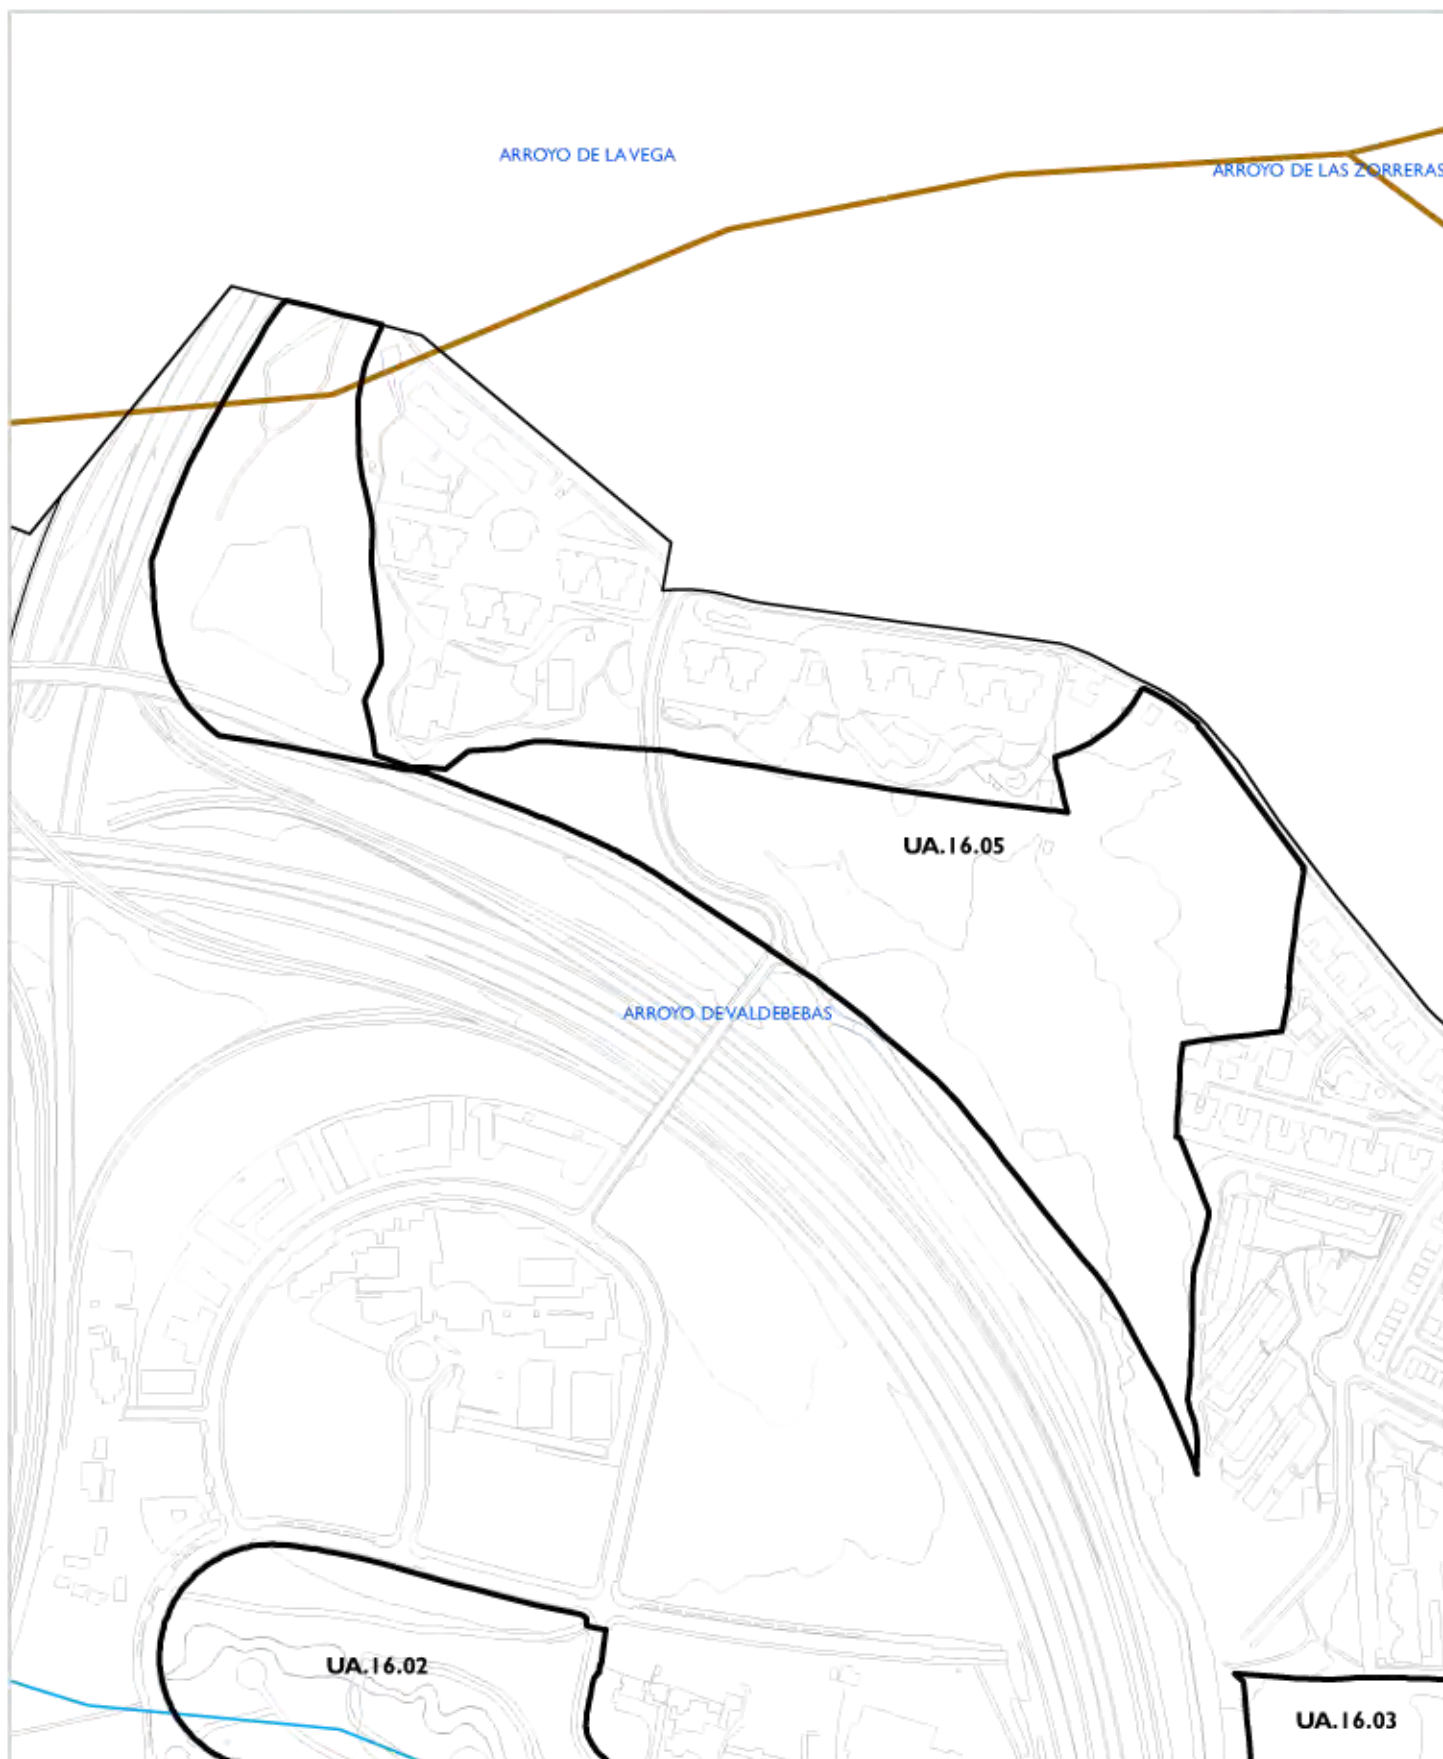 ARROYO DE LA VEGA
ARROYO DE LAS ZORRERAS
UA.16.05
ARROYO DE VALDEBEBAS
UA.16.02
UA.16.03